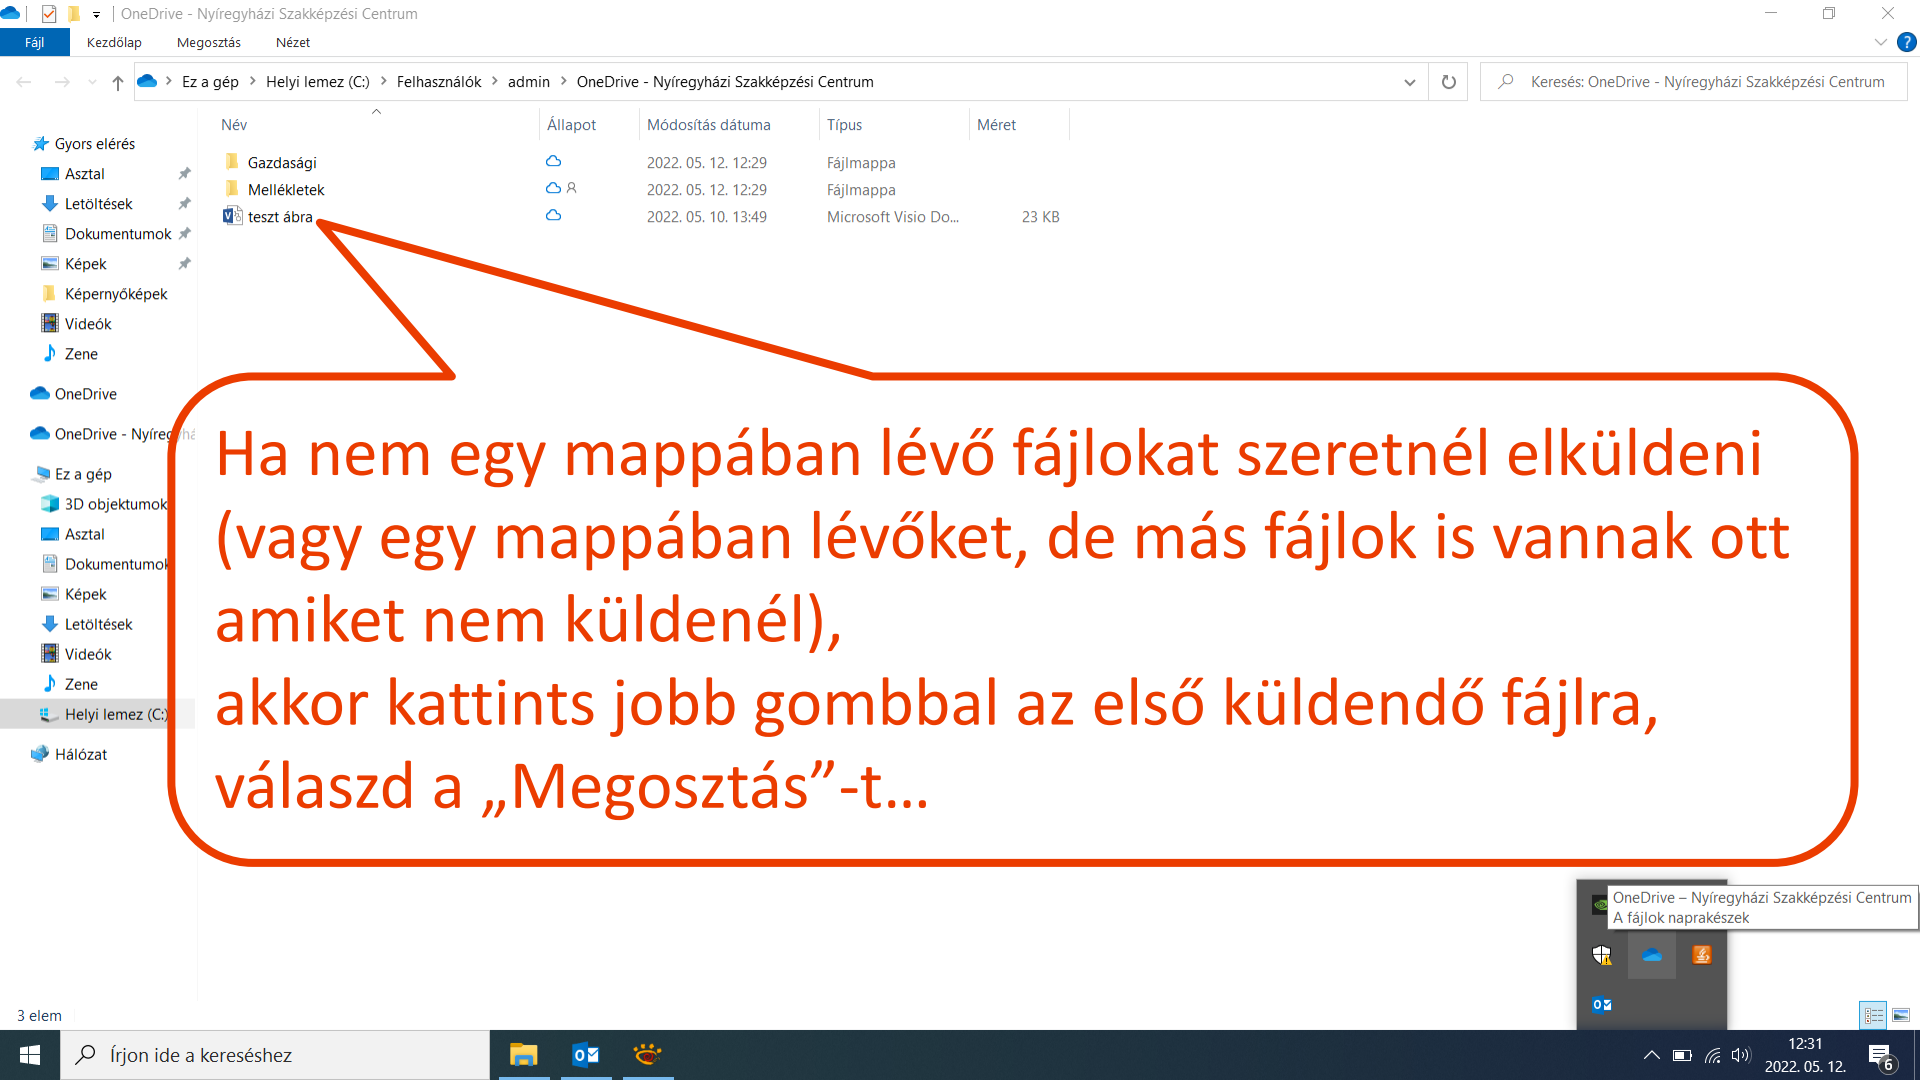 OneDrive - Nyíregyházi Szakképzési Centrum
Fájl Kezdőlap Megosztás Nézet
Ez a gép > Helyi lemez (C:) > Felhasználók > admin > OneDrive - Nyíregyházi Szakképzési Centrum
Keresés: OneDrive - Nyíregyházi Szakképzési Centrum
Név Állapot Módosítás dátuma Típus Méret
Gazdasági 2022. 05. 12. 12:29 Fájlmappa
Mellékletek 2022. 05. 12. 12:29 Fájlmappa
teszt ábra 2022. 05. 10. 13:49 Microsoft Visio Do... 23 KB
Gyors elérés
Asztal
Letöltések
Dokumentumok
Képek
Képernyőképek
Videók
Zene
OneDrive
OneDrive - Nyíregyhá
Ez a gép
3D objektumok
Asztal
Dokumentumok
Képek
Letöltések
Videók
Zene
Helyi lemez (C:)
Hálózat
Ha nem egy mappában lévő fájlokat szeretnél elküldeni
(vagy egy mappában lévőket, de más fájlok is vannak ott
amiket nem küldenél),
akkor kattints jobb gombbal az első küldendő fájlra,
válaszd a „Megosztás”-t…
OneDrive – Nyíregyházi Szakképzési Centrum
A fájlok naprakészek
3 elem
Írjon ide a kereséshez
12:31
2022. 05. 12.
6